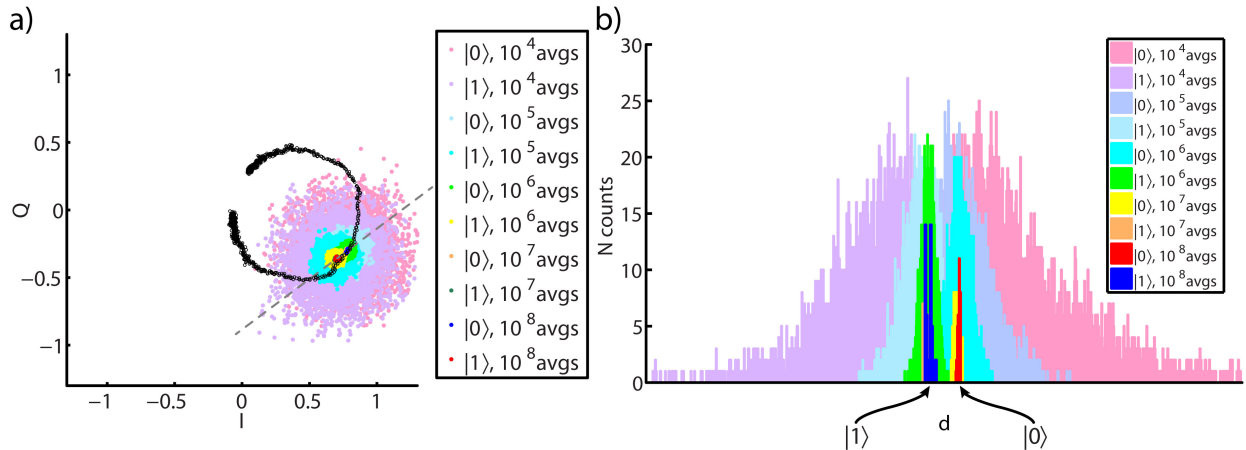 a)
1
0.5
0
−0.5
−1
Q
−1
−0.5
0
0.5
1
I
|0⟩, 10⁴avgs
|1⟩, 10⁴avgs
|0⟩, 10⁵avgs
|1⟩, 10⁵avgs
|0⟩, 10⁶avgs
|1⟩, 10⁶avgs
|0⟩, 10⁷avgs
|1⟩, 10⁷avgs
|0⟩, 10⁸avgs
|1⟩, 10⁸avgs
b)
30
25
20
15
10
5
0
N counts
|0⟩, 10⁴avgs
|1⟩, 10⁴avgs
|0⟩, 10⁵avgs
|1⟩, 10⁵avgs
|0⟩, 10⁶avgs
|1⟩, 10⁶avgs
|0⟩, 10⁷avgs
|1⟩, 10⁷avgs
|0⟩, 10⁸avgs
|1⟩, 10⁸avgs
|1⟩
d
|0⟩